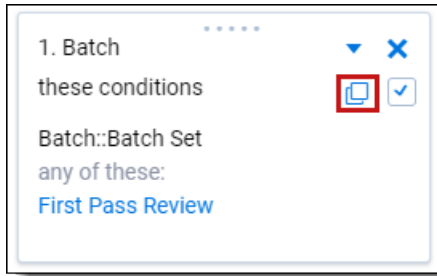 1. Batch
these conditions
Batch::Batch Set
any of these:
First Pass Review